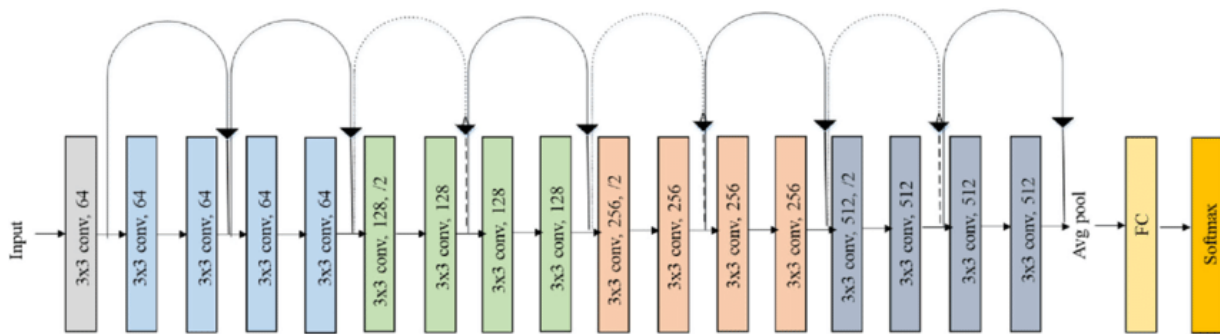 Input
3x3 conv, 64
3x3 conv, 64
3x3 conv, 64
3x3 conv, 64
3x3 conv, 64
3x3 conv, 128, /2
3x3 conv, 128
3x3 conv, 128
3x3 conv, 128
3x3 conv, 256, /2
3x3 conv, 256
3x3 conv, 256
3x3 conv, 256
3x3 conv, 512, /2
3x3 conv, 512
3x3 conv, 512
3x3 conv, 512
Avg pool
FC
Softmax